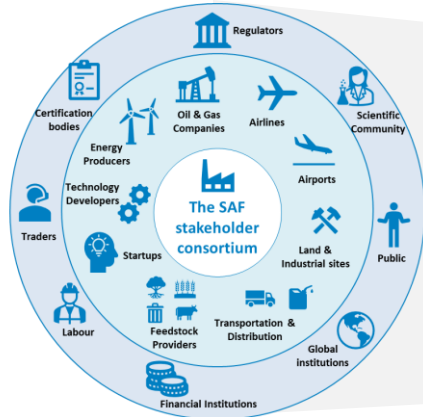 Regulators
Certification
bodies
Scientific
Community
Oil & Gas
Companies
Airlines
Energy
Producers
Airports
Technology
Developers
The SAF
stakeholder
consortium
Traders
Land &
Industrial sites
Public
Startups
Labour
Feedstock
Providers
Transportation &
Distribution
Global
institutions
Financial Institutions